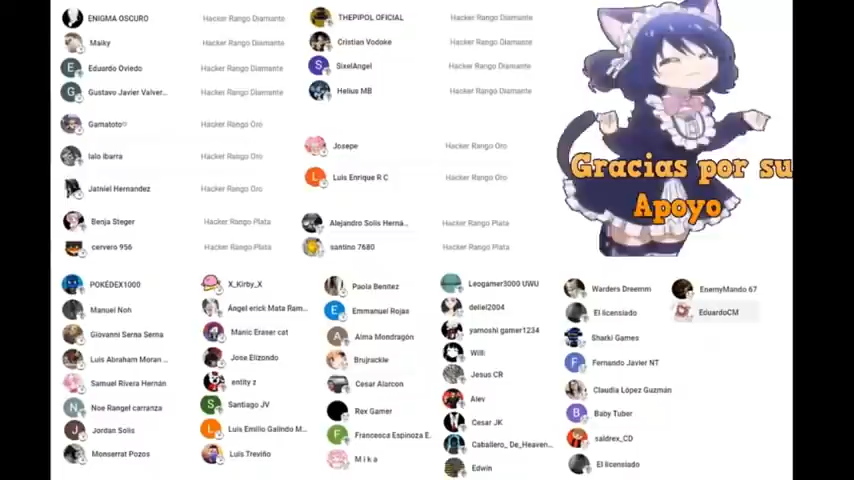 ENIGMA OSCURO Hacker Rango Diamante
Maiky Hacker Rango Diamante
Eduardo Oviedo Hacker Rango Diamante
Gustavo Javier Valver... Hacker Rango Diamante
Gamatoto Hacker Rango Oro
lalo ibarra Hacker Rango Oro
Jatniel Hernandez Hacker Rango Oro
Benja Steger Hacker Rango Plata
cervero 956 Hacker Rango Plata
THEPIPOL OFICIAL Hacker Rango Diamante
Cristian Vodoke Hacker Rango Diamante
S SixelAngel Hacker Rango Diamante
Helius MB Hacker Rango Diamante
Josepe Hacker Rango Oro
L Luis Enrique R C Hacker Rango Oro
Alejandro Solis Herna... Hacker Rango Plata
santino 7680 Hacker Rango Plata
Gracias por su
Apoyo
POKÉDEX1000
Manuel Noh
Giovanni Serna Serna
Luis Abraham Moran ...
Samuel Rivera Hernán
N Noe Rangel carranza
J Jordan Solis
Monserrat Pozos
X_Kirby_X
Ángel erick Mata Ram...
Manic Eraser cat
Jose Elizondo
entity z
S Santiago JV
L Luis Emilio Galindo M...
Luis Treviño
Paola Benitez
E Emmanuel Rojas
A Alma Mondragón
Brujrackle
Cesar Alarcon
Rex Gamer
F Francesca Espinoza E.
M i k a
Leogamer3000 UWU
deliel2004
yamoshi gamer1234
Willi
Jesus CR
Alev
Cesar JK
Caballero_ De_Heaven...
Edwin
Warders Dreemm
El licensiado
Sharki Games
F Fernando Javier NT
Claudia López Guzmán
B Baby Tuber
saldrex_CD
El licensiado
EnemyMando 67
EduardoCM